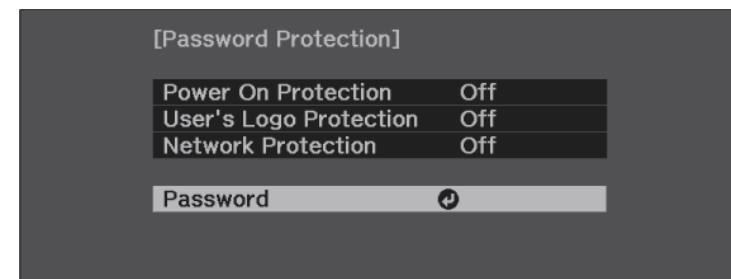 [Password Protection]
Power On Protection Off
User's Logo Protection Off
Network Protection Off
Password